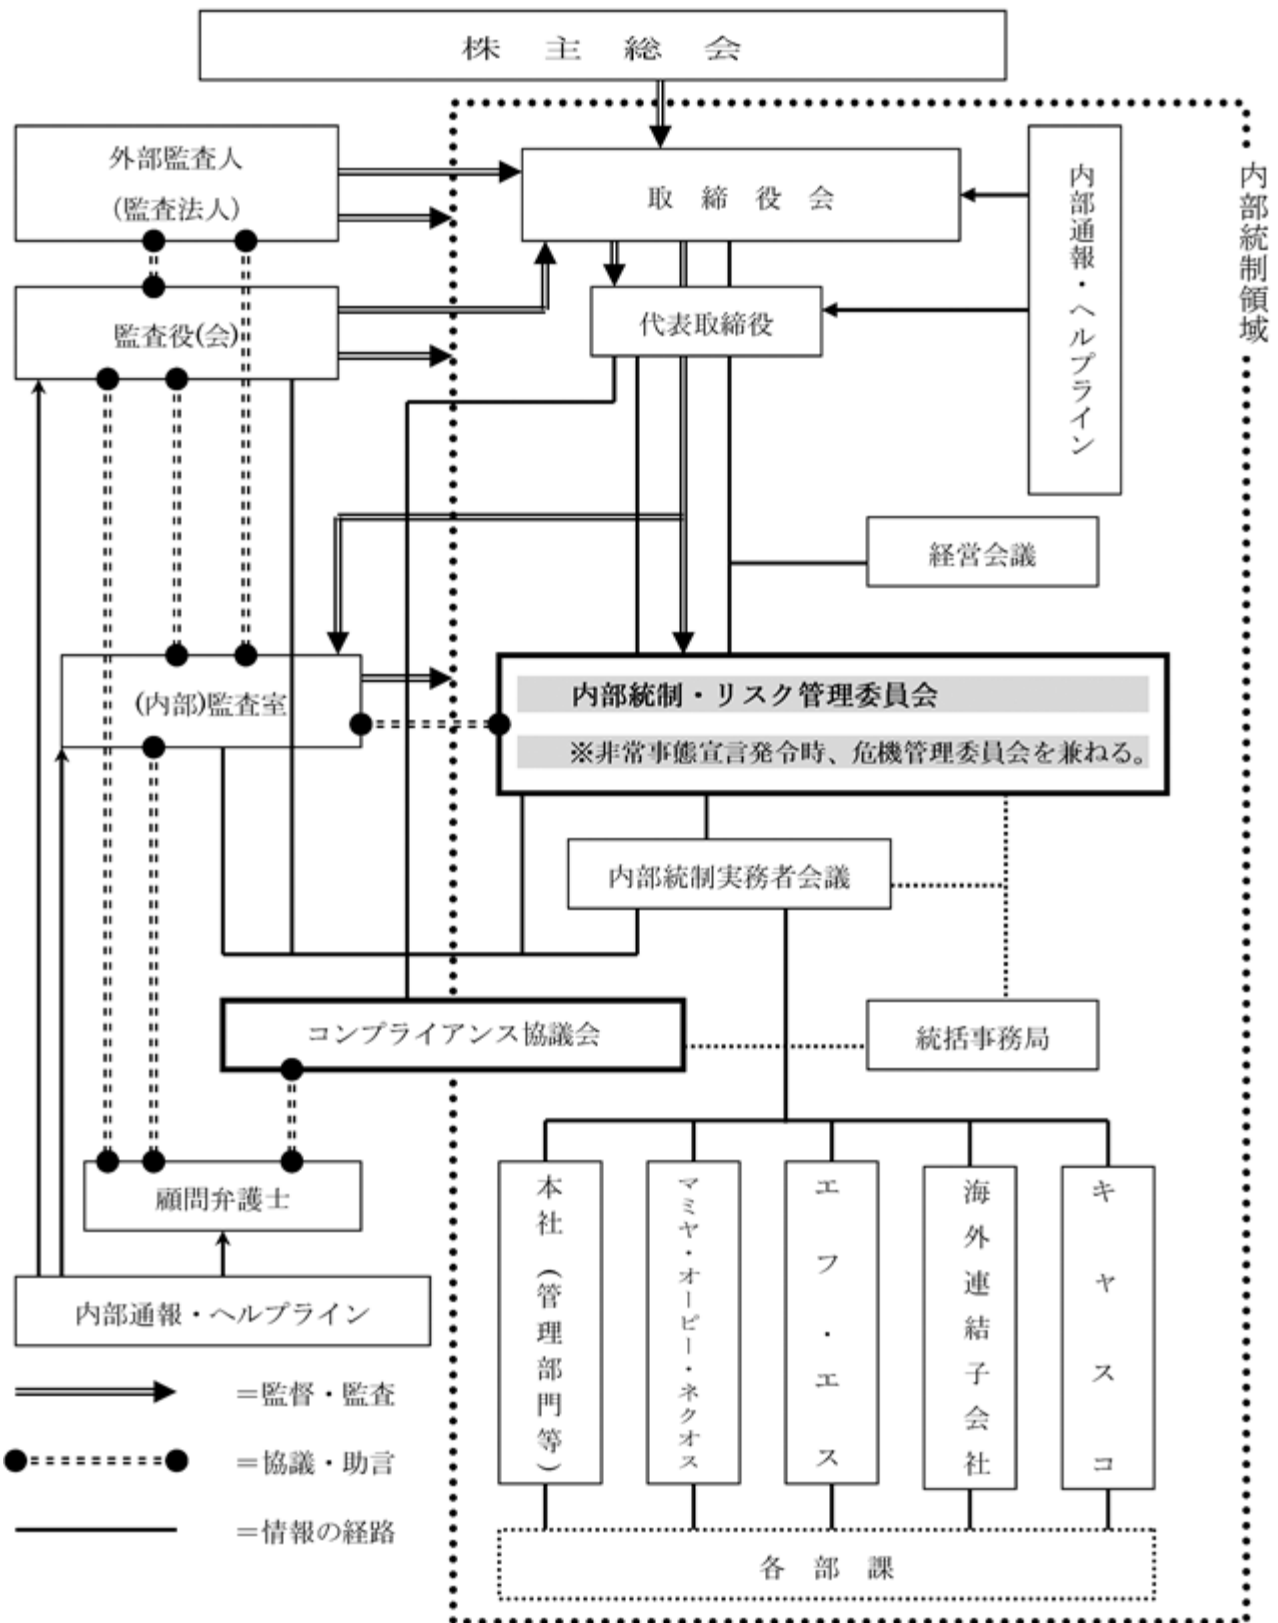 株 主 総 会
外部監査人
(監査法人)
取 締 役 会
内部通報・ヘルプライン
内部統制領域
監査役(会)
代表取締役
経営会議
(内部)監査室
内部統制・リスク管理委員会
※非常事態宣言発令時、危機管理委員会を兼ねる。
内部統制実務者会議
コンプライアンス協議会
統括事務局
顧問弁護士
内部通報・ヘルプライン
本社(管理部門等)
マミヤ・オーピー・ネクオス
エフ・エス
海外連結子会社
キャスコ
各 部 課
=監督・監査
=協議・助言
=情報の経路